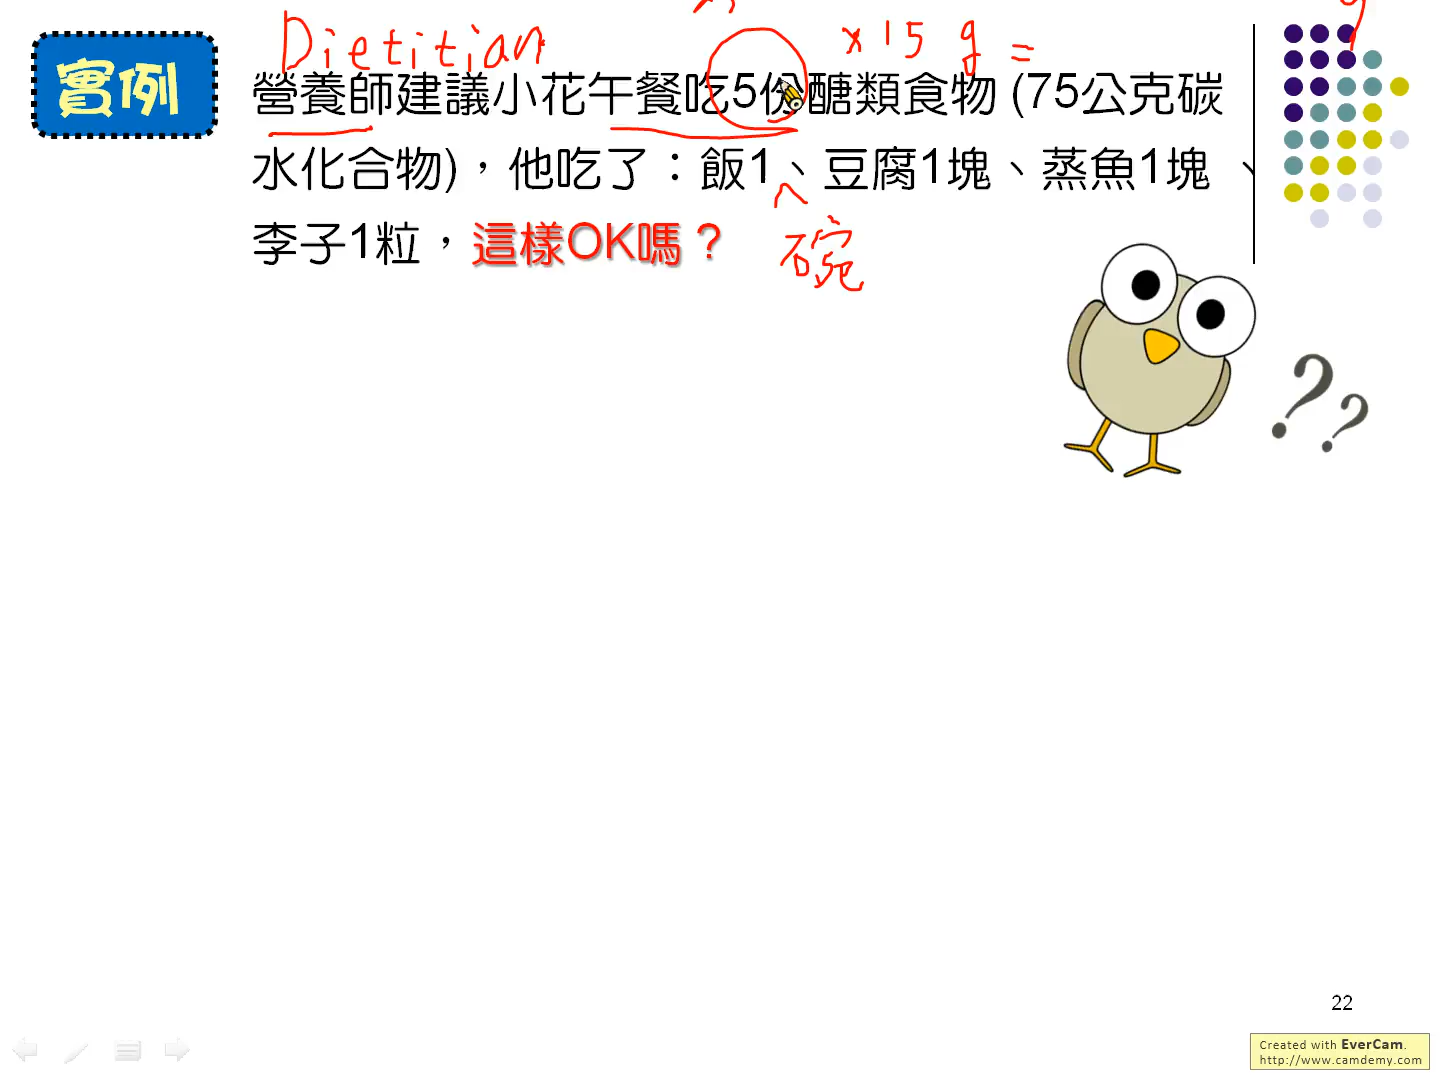 Dietitian
x 15 g =
實例
營養師建議小花午餐吃5份醣類食物 (75公克碳
水化合物)，他吃了：飯1、豆腐1塊、蒸魚1塊 、
李子1粒，這樣OK嗎？
碗
? ?
22
Created with EverCam.
http://www.camdemy.com